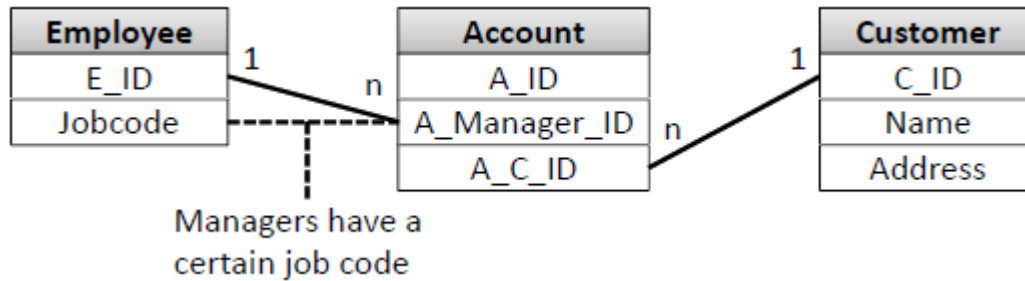 Employee
E_ID
Jobcode
1
n
Account
A_ID
A_Manager_ID
A_C_ID
n
1
Customer
C_ID
Name
Address
Managers have a
certain job code